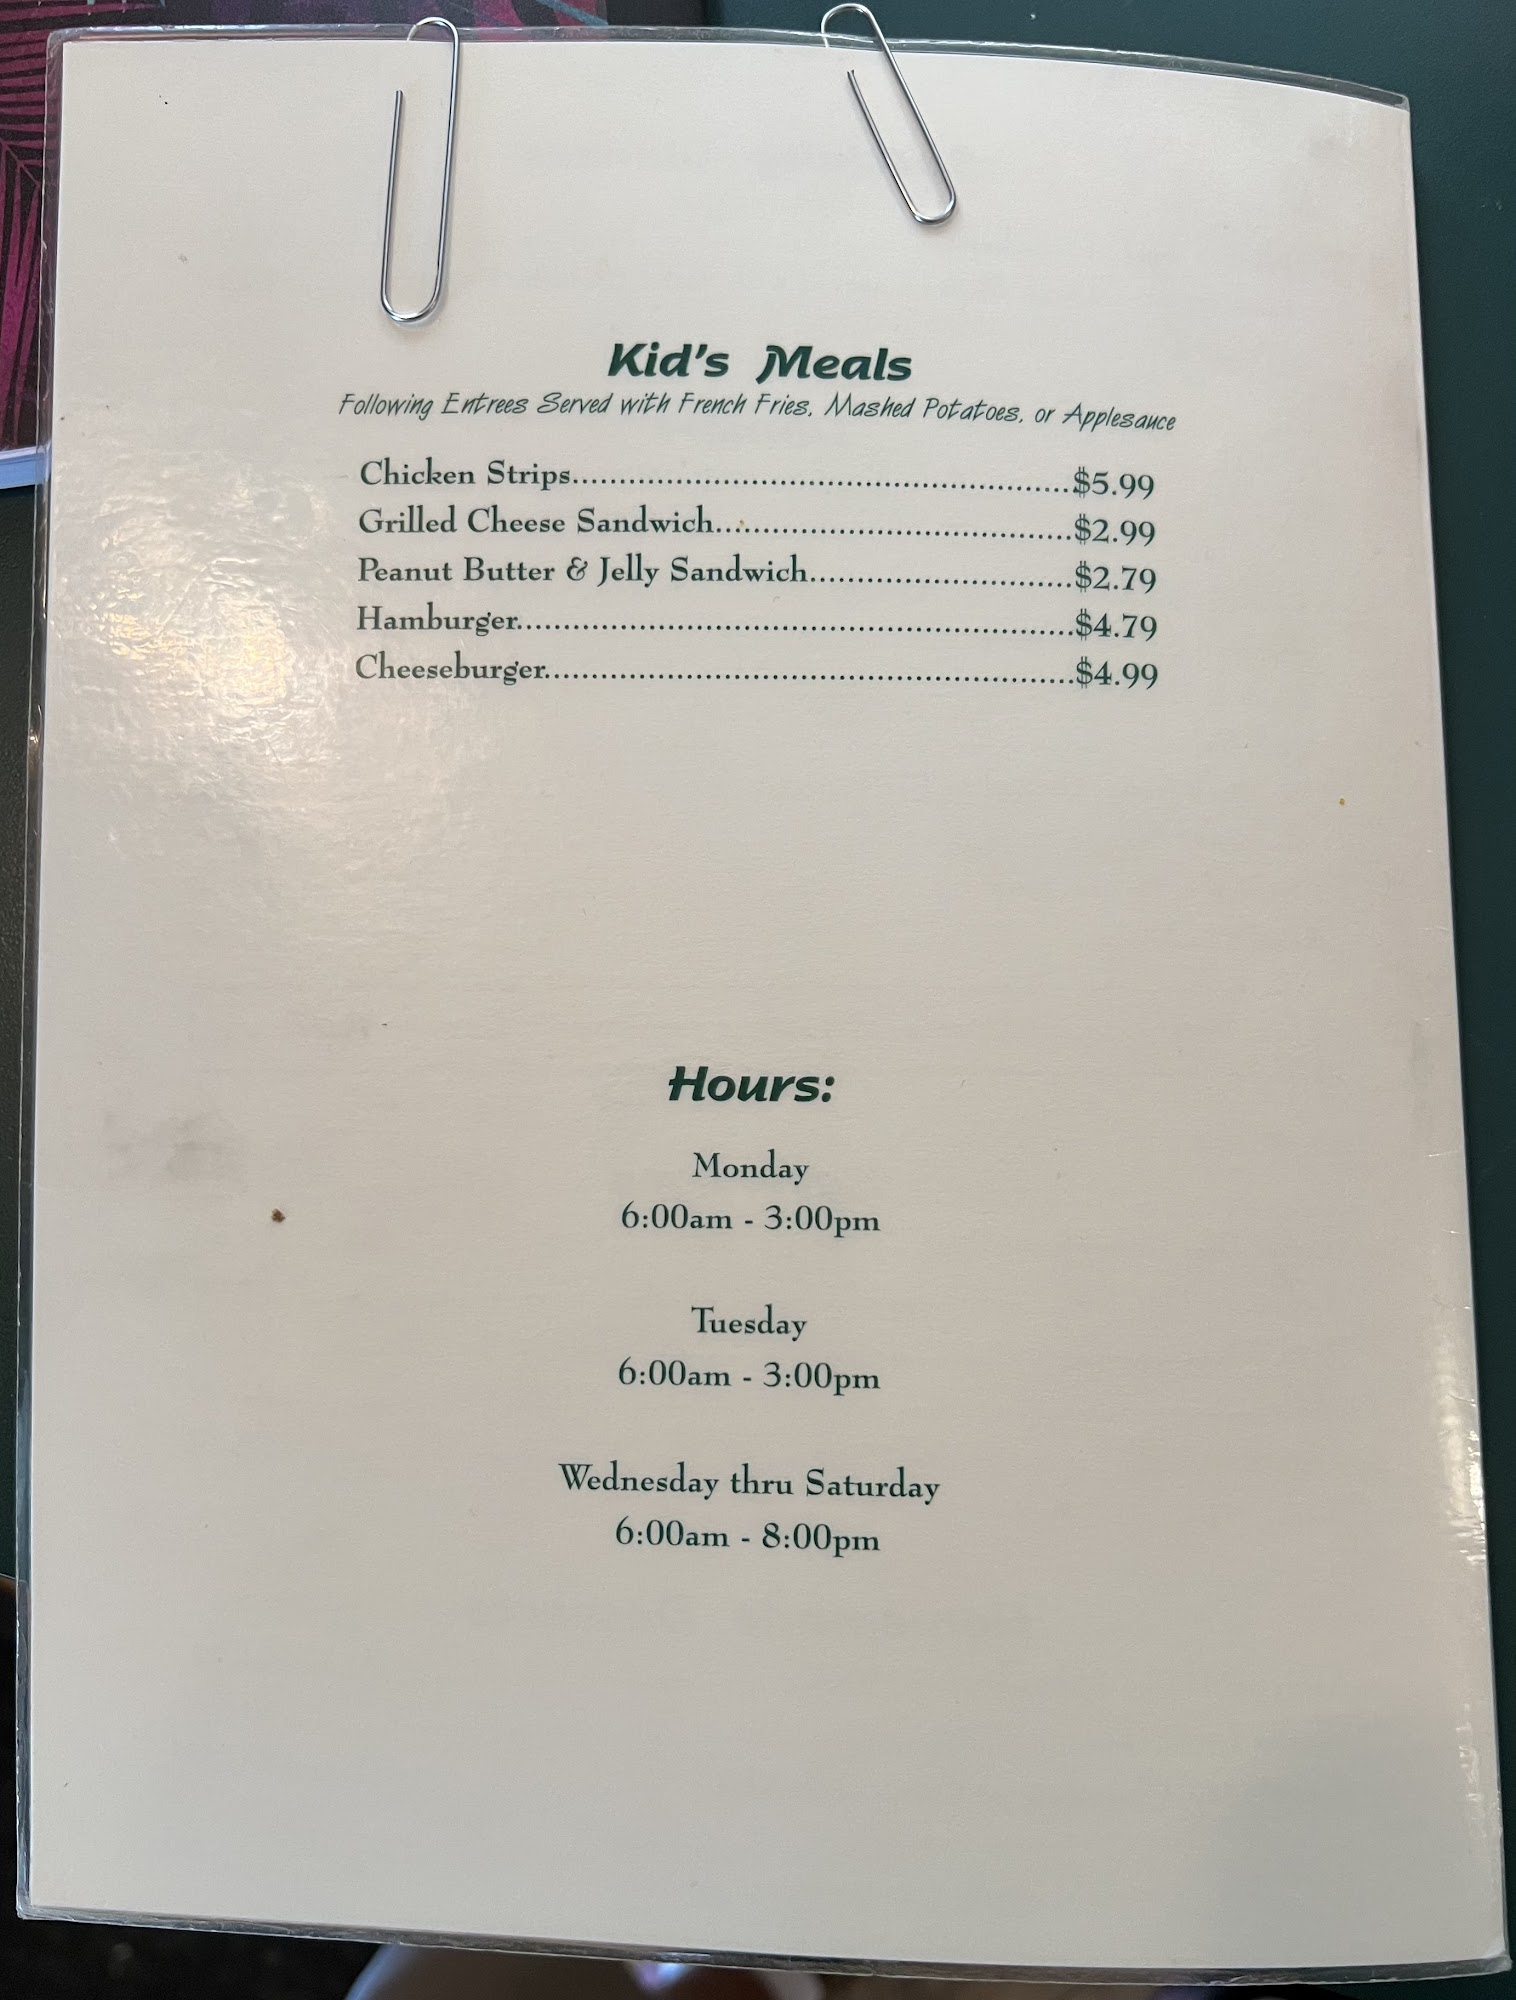 Kid's Meals
Following Entrees Served with French Fries, Mashed Potatoes, or Applesauce
Chicken Strips.......................................................$5.99
Grilled Cheese Sandwich.......................................$2.99
Peanut Butter & Jelly Sandwich.............................$2.79
Hamburger.............................................................$4.79
Cheeseburger..........................................................$4.99
Hours:
Monday
6:00am - 3:00pm
Tuesday
6:00am - 3:00pm
Wednesday thru Saturday
6:00am - 8:00pm